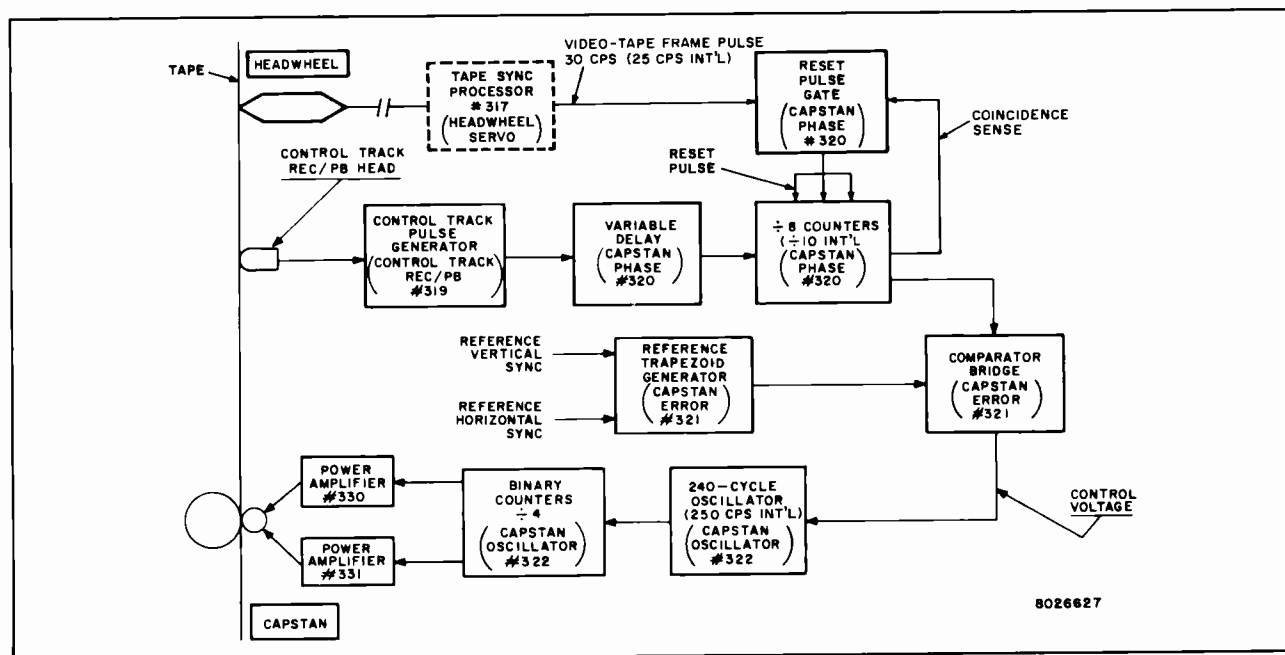 TAPE
HEADWHEEL
TAPE SYNC
PROCESSOR
#317
(HEADWHEEL
SERVO)
VIDEO-TAPE FRAME PULSE
30 CPS (25 CPS INT'L)
RESET
PULSE
GATE
(CAPSTAN
PHASE
#320)
COINCIDENCE
SENSE
CONTROL TRACK
REC/PB HEAD
RESET
PULSE
CONTROL TRACK
PULSE
GENERATOR
(CONTROL TRACK
REC/PB
#319)
VARIABLE
DELAY
(CAPSTAN
PHASE
#320)
÷8 COUNTERS
(÷10 INT'L
(CAPSTAN
PHASE
#320)
REFERENCE
VERTICAL
SYNC
REFERENCE
HORIZONTAL
SYNC
REFERENCE
TRAPEZOID
GENERATOR
(CAPSTAN
ERROR
#321)
COMPARATOR
BRIDGE
(CAPSTAN
ERROR
#321)
POWER
AMPLIFIER
#330
POWER
AMPLIFIER
#331
BINARY
COUNTERS
÷4
(CAPSTAN
OSCILLATOR
#322)
240-CYCLE
OSCILLATOR
(250 CPS INT'L)
(CAPSTAN
OSCILLATOR
#322)
CONTROL
VOLTAGE
CAPSTAN
8026627